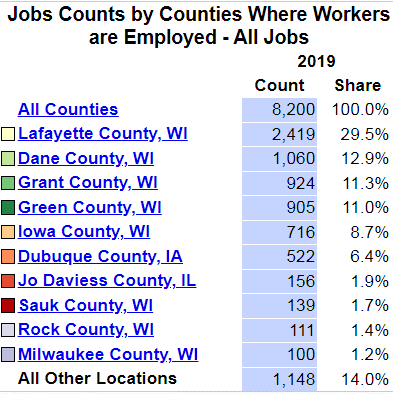 Jobs Counts by Counties Where Workers
are Employed - All Jobs
2019
Count Share
All Counties 8,200 100.0%
Lafayette County, WI 2,419 29.5%
Dane County, WI 1,060 12.9%
Grant County, WI 924 11.3%
Green County, WI 905 11.0%
Iowa County, WI 716 8.7%
Dubuque County, IA 522 6.4%
Jo Daviess County, IL 156 1.9%
Sauk County, WI 139 1.7%
Rock County, WI 111 1.4%
Milwaukee County, WI 100 1.2%
All Other Locations 1,148 14.0%